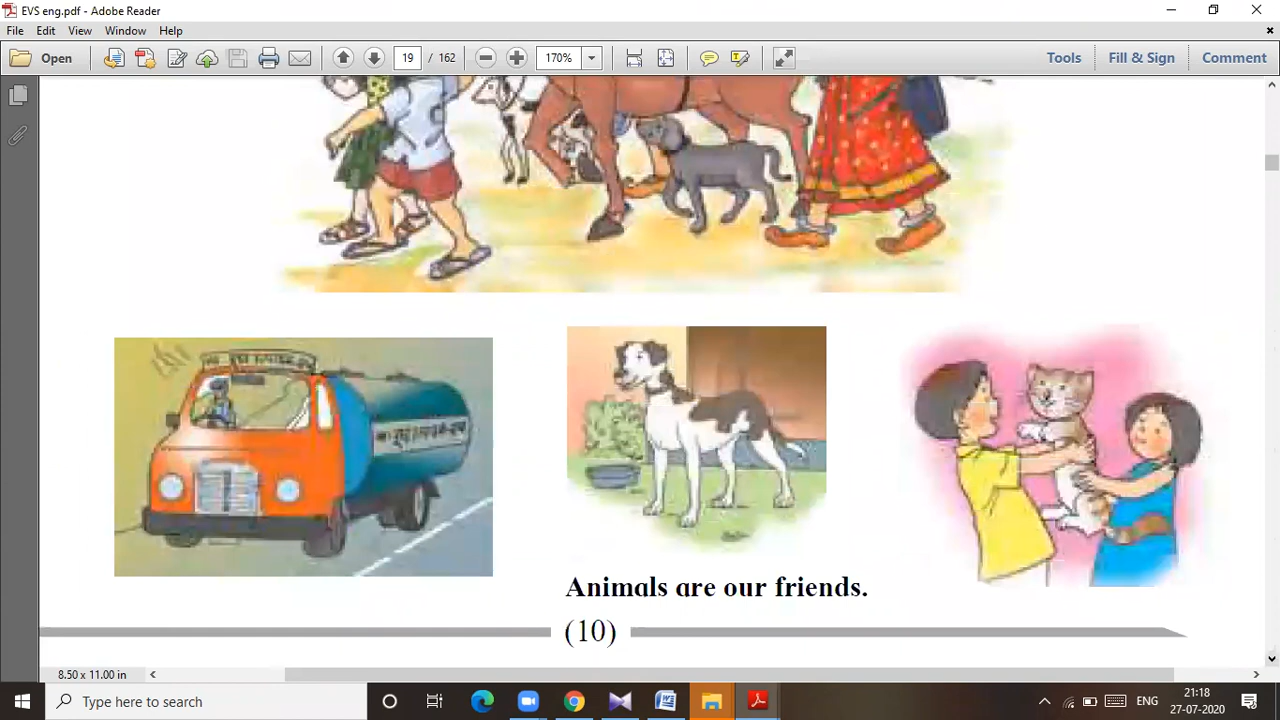 EVS eng.pdf - Adobe Reader
File Edit View Window Help
Open 19 / 162 170% Tools Fill & Sign Comment
Animals are our friends.
(10)
8.50 x 11.00 in
Type here to search
ENG
21:18
27-07-2020